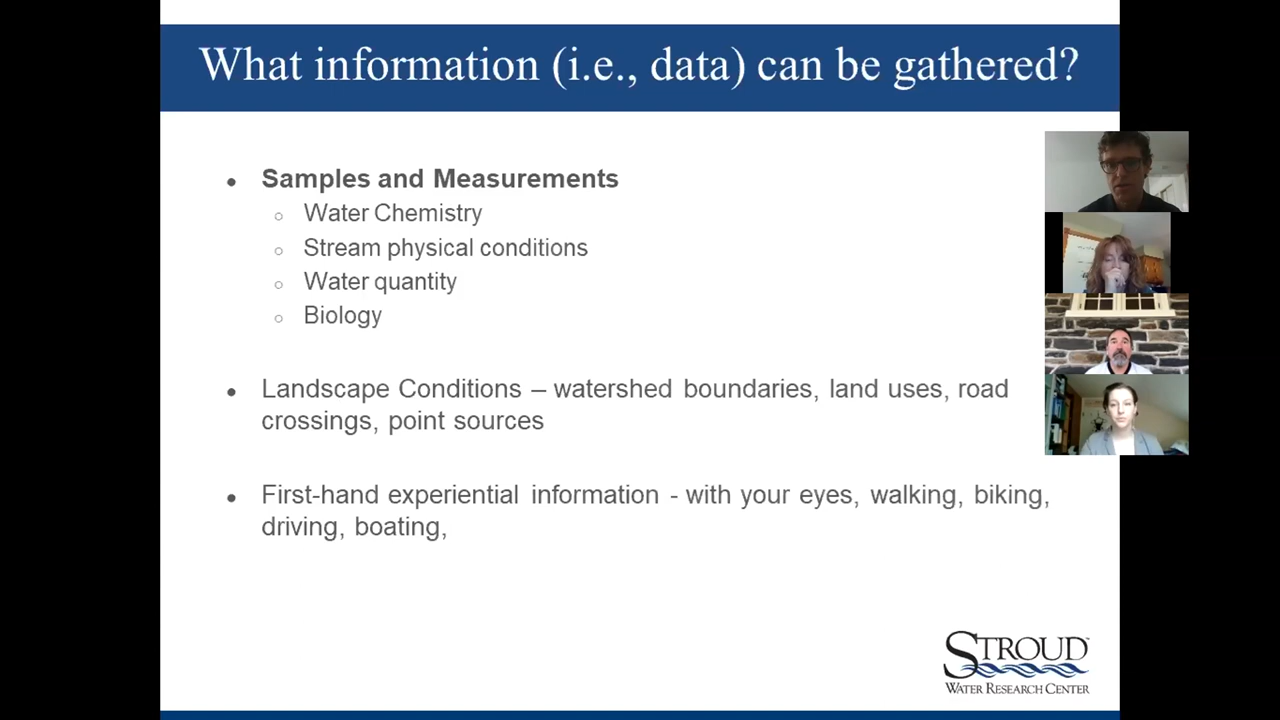 What information (i.e., data) can be gathered?
● Samples and Measurements
○ Water Chemistry
○ Stream physical conditions
○ Water quantity
○ Biology
● Landscape Conditions – watershed boundaries, land uses, road
crossings, point sources
● First-hand experiential information - with your eyes, walking, biking,
driving, boating,
STROUD
WATER RESEARCH CENTER